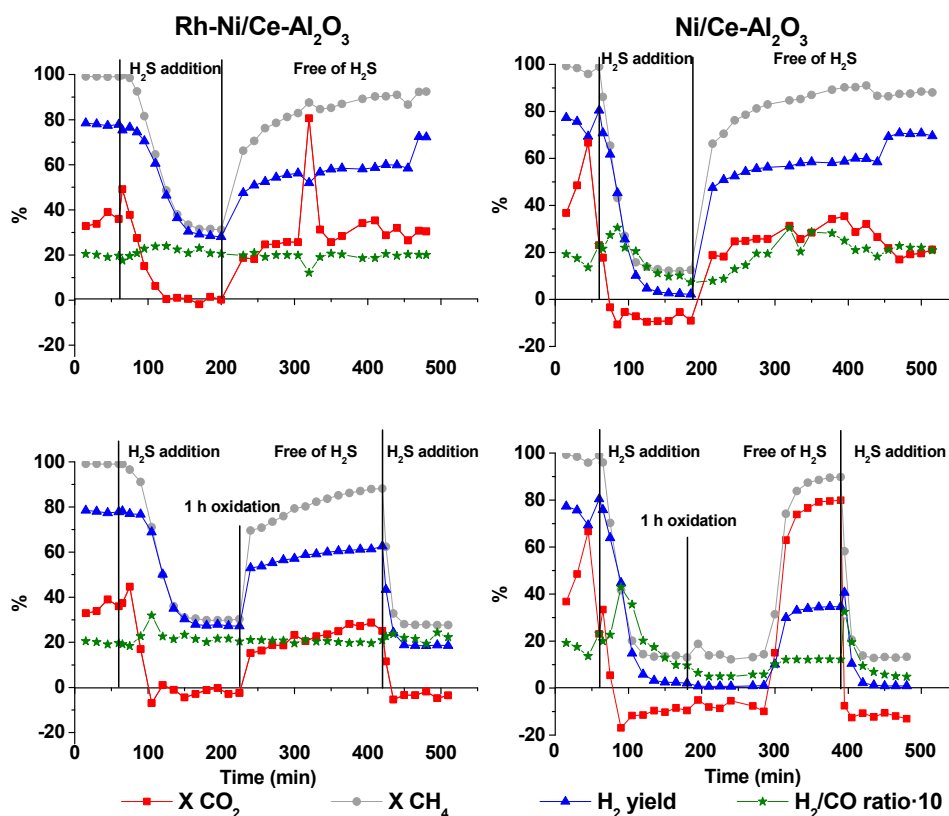 Rh-Ni/Ce-Al₂O₃
Ni/Ce-Al₂O₃
H₂S addition
Free of H₂S
100
80
60
40
20
0
-20
%
0 100 200 300 400 500
H₂S addition
Free of H₂S
100
80
60
40
20
0
-20
%
0 100 200 300 400 500
H₂S addition
Free of H₂S
H₂S addition
1 h oxidation
100
80
60
40
20
0
-20
%
0 100 200 300 400 500
Time (min)
H₂S addition
Free of H₂S
H₂S addition
1 h oxidation
100
80
60
40
20
0
-20
%
0 100 200 300 400 500
Time (min)
X CO₂
X CH₄
H₂ yield
H₂/CO ratio·10